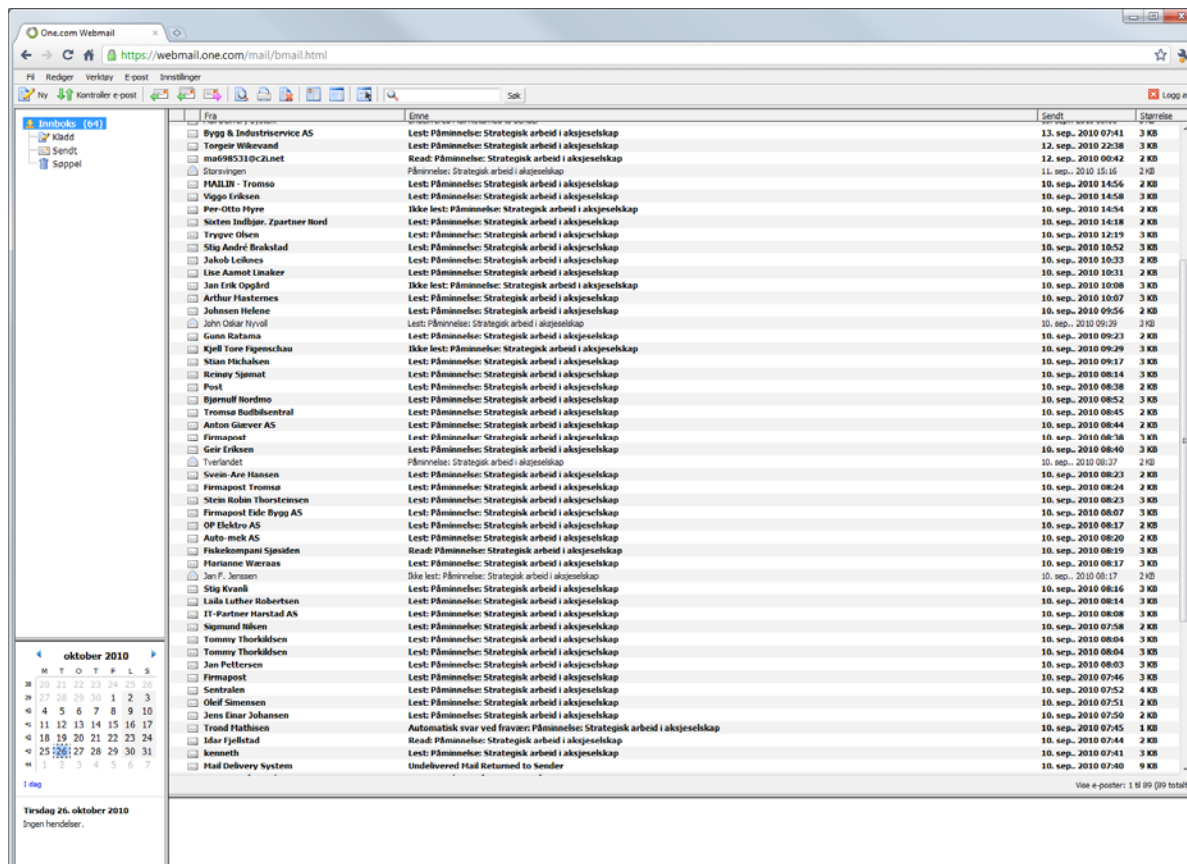 One.com Webmail
https://webmail.one.com/mail/bmail.html
Fil Rediger Verktøy E-post Innstilinger
Ny Kontroller e-post Søk Logg a
Innboks (64)
Kladd
Sendt
Søppel
Fra Emne Sendt Størrelse
Bygg & Industriservice AS Lest: Påminnelse: Strategisk arbeid i aksjeselskap 13. sep.. 2010 07:41 3 KB
Torgeir Wikevand Lest: Påminnelse: Strategisk arbeid i aksjeselskap 12. sep.. 2010 22:38 3 KB
ma698531@c2i.net Read: Påminnelse: Strategisk arbeid i aksjeselskap 12. sep.. 2010 00:42 2 KB
Storsvingen Påminnelse: Strategisk arbeid i aksjeselskap 11. sep.. 2010 15:16 2 KB
MAILIN - Tromsø Lest: Påminnelse: Strategisk arbeid i aksjeselskap 10. sep.. 2010 14:56 2 KB
Viggo Eriksen Lest: Påminnelse: Strategisk arbeid i aksjeselskap 10. sep.. 2010 14:58 3 KB
Per-Otto Myre Ikke lest: Påminnelse: Strategisk arbeid i aksjeselskap 10. sep.. 2010 14:54 2 KB
Sixten Indbjør. Zpartner Nord Lest: Påminnelse: Strategisk arbeid i aksjeselskap 10. sep.. 2010 14:18 2 KB
Trygve Olsen Lest: Påminnelse: Strategisk arbeid i aksjeselskap 10. sep.. 2010 12:19 3 KB
Stig André Brakstad Lest: Påminnelse: Strategisk arbeid i aksjeselskap 10. sep.. 2010 10:52 3 KB
Jakob Leiknes Lest: Påminnelse: Strategisk arbeid i aksjeselskap 10. sep.. 2010 10:33 2 KB
Lise Aamot Linaker Lest: Påminnelse: Strategisk arbeid i aksjeselskap 10. sep.. 2010 10:31 2 KB
Jan Erik Opgård Ikke lest: Påminnelse: Strategisk arbeid i aksjeselskap 10. sep.. 2010 10:08 3 KB
Arthur Masternes Lest: Påminnelse: Strategisk arbeid i aksjeselskap 10. sep.. 2010 10:07 3 KB
Johnsen Helene Lest: Påminnelse: Strategisk arbeid i aksjeselskap 10. sep.. 2010 09:56 2 KB
John Oskar Nyvoll Lest: Påminnelse: Strategisk arbeid i aksjeselskap 10. sep.. 2010 09:39 3 KB
Gunn Ratama Lest: Påminnelse: Strategisk arbeid i aksjeselskap 10. sep.. 2010 09:23 2 KB
Kjell Tore Figenschau Ikke lest: Påminnelse: Strategisk arbeid i aksjeselskap 10. sep.. 2010 09:29 3 KB
Stian Michalsen Lest: Påminnelse: Strategisk arbeid i aksjeselskap 10. sep.. 2010 09:17 3 KB
Reinøy Sjømat Lest: Påminnelse: Strategisk arbeid i aksjeselskap 10. sep.. 2010 08:14 3 KB
Post Lest: Påminnelse: Strategisk arbeid i aksjeselskap 10. sep.. 2010 08:38 2 KB
Bjørnulf Nordmo Lest: Påminnelse: Strategisk arbeid i aksjeselskap 10. sep.. 2010 08:52 3 KB
Tromsø Budbilsentral Lest: Påminnelse: Strategisk arbeid i aksjeselskap 10. sep.. 2010 08:45 2 KB
Anton Giæver AS Lest: Påminnelse: Strategisk arbeid i aksjeselskap 10. sep.. 2010 08:44 2 KB
Firmapost Lest: Påminnelse: Strategisk arbeid i aksjeselskap 10. sep.. 2010 08:38 3 KB
Geir Eriksen Lest: Påminnelse: Strategisk arbeid i aksjeselskap 10. sep.. 2010 08:40 3 KB
Tverlandet Påminnelse: Strategisk arbeid i aksjeselskap 10. sep.. 2010 08:37 2 KB
Svein-Are Hansen Lest: Påminnelse: Strategisk arbeid i aksjeselskap 10. sep.. 2010 08:23 2 KB
Firmapost Tromsø Lest: Påminnelse: Strategisk arbeid i aksjeselskap 10. sep.. 2010 08:24 2 KB
Stein Robin Thorsteinsen Lest: Påminnelse: Strategisk arbeid i aksjeselskap 10. sep.. 2010 08:23 3 KB
Firmapost Eide Bygg AS Lest: Påminnelse: Strategisk arbeid i aksjeselskap 10. sep.. 2010 08:07 3 KB
OP Elektro AS Lest: Påminnelse: Strategisk arbeid i aksjeselskap 10. sep.. 2010 08:17 2 KB
Auto-mek AS Lest: Påminnelse: Strategisk arbeid i aksjeselskap 10. sep.. 2010 08:20 2 KB
Fiskekompani Sjøsiden Read: Påminnelse: Strategisk arbeid i aksjeselskap 10. sep.. 2010 08:19 3 KB
Marianne Wæraas Lest: Påminnelse: Strategisk arbeid i aksjeselskap 10. sep.. 2010 08:17 3 KB
Jan F. Jenssen Ikke lest: Påminnelse: Strategisk arbeid i aksjeselskap 10. sep.. 2010 08:17 2 KB
Stig Kvanli Lest: Påminnelse: Strategisk arbeid i aksjeselskap 10. sep.. 2010 08:16 3 KB
Laila Luther Robertsen Lest: Påminnelse: Strategisk arbeid i aksjeselskap 10. sep.. 2010 08:14 3 KB
IT-Partner Harstad AS Lest: Påminnelse: Strategisk arbeid i aksjeselskap 10. sep.. 2010 08:08 3 KB
Sigmund Nilsen Lest: Påminnelse: Strategisk arbeid i aksjeselskap 10. sep.. 2010 07:58 2 KB
Tommy Thorkildsen Lest: Påminnelse: Strategisk arbeid i aksjeselskap 10. sep.. 2010 08:04 3 KB
Tommy Thorkildsen Lest: Påminnelse: Strategisk arbeid i aksjeselskap 10. sep.. 2010 08:04 3 KB
Jan Pettersen Lest: Påminnelse: Strategisk arbeid i aksjeselskap 10. sep.. 2010 08:03 3 KB
Firmapost Lest: Påminnelse: Strategisk arbeid i aksjeselskap 10. sep.. 2010 07:46 3 KB
Sentralen Lest: Påminnelse: Strategisk arbeid i aksjeselskap 10. sep.. 2010 07:52 4 KB
Oleif Simensen Lest: Påminnelse: Strategisk arbeid i aksjeselskap 10. sep.. 2010 07:51 2 KB
Jens Einar Johansen Lest: Påminnelse: Strategisk arbeid i aksjeselskap 10. sep.. 2010 07:50 2 KB
Trond Mathisen Automatisk svar ved fravær: Påminnelse: Strategisk arbeid i aksjeselskap 10. sep.. 2010 07:45 1 KB
Idar Fjellstad Read: Påminnelse: Strategisk arbeid i aksjeselskap 10. sep.. 2010 07:44 2 KB
kenneth Lest: Påminnelse: Strategisk arbeid i aksjeselskap 10. sep.. 2010 07:41 3 KB
Mail Delivery System Undelivered Mail Returned to Sender 10. sep.. 2010 07:40 9 KB
Vise e-poster: 1 til 89 (89 totalt
oktober 2010
M T O T F L S
38 20 21 22 23 24 25 26
39 27 28 29 30 1 2 3
40 4 5 6 7 8 9 10
41 11 12 13 14 15 16 17
42 18 19 20 21 22 23 24
43 25 26 27 28 29 30 31
44 1 2 3 4 5 6 7
I dag
Tirsdag 26. oktober 2010
Ingen hendelser.